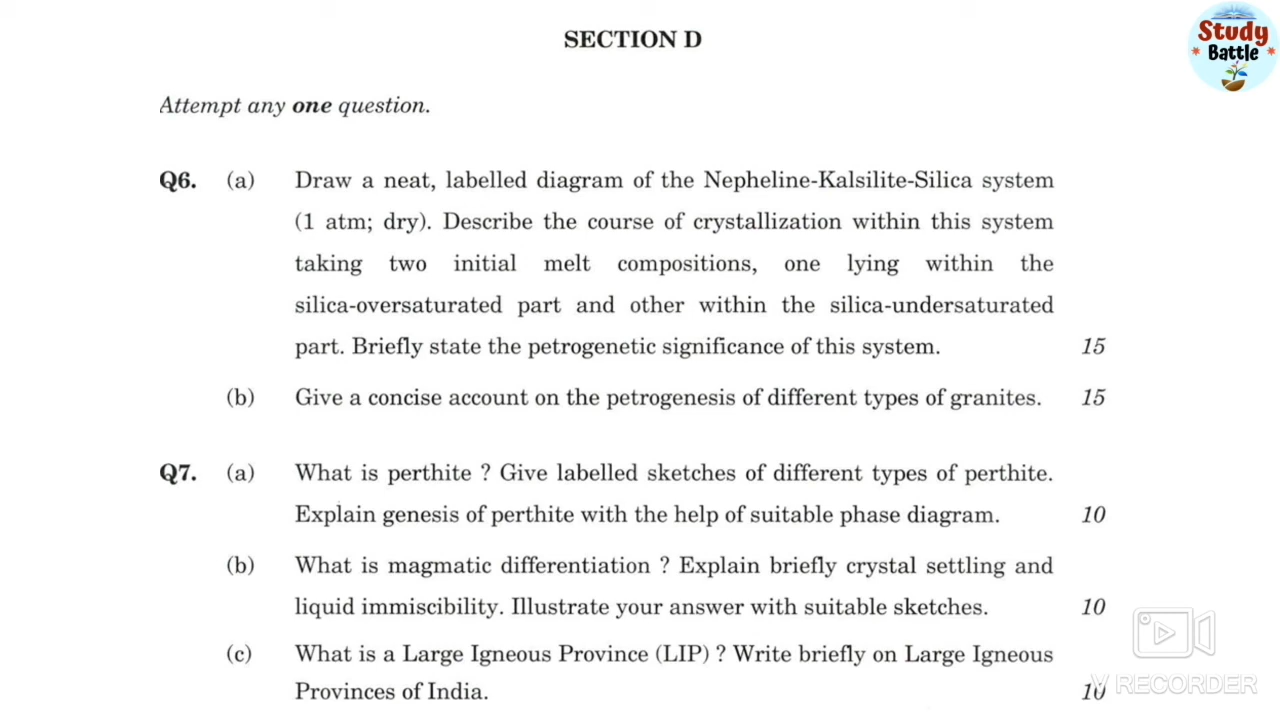 Study
Battle
SECTION D
Attempt any one question.
Q6. (a) Draw a neat, labelled diagram of the Nepheline-Kalsilite-Silica system
(1 atm; dry). Describe the course of crystallization within this system
taking two initial melt compositions, one lying within the
silica-oversaturated part and other within the silica-undersaturated
part. Briefly state the petrogenetic significance of this system. 15
(b) Give a concise account on the petrogenesis of different types of granites. 15
Q7. (a) What is perthite ? Give labelled sketches of different types of perthite.
Explain genesis of perthite with the help of suitable phase diagram. 10
(b) What is magmatic differentiation ? Explain briefly crystal settling and
liquid immiscibility. Illustrate your answer with suitable sketches. 10
(c) What is a Large Igneous Province (LIP) ? Write briefly on Large Igneous
Provinces of India. 10
V RECORDER